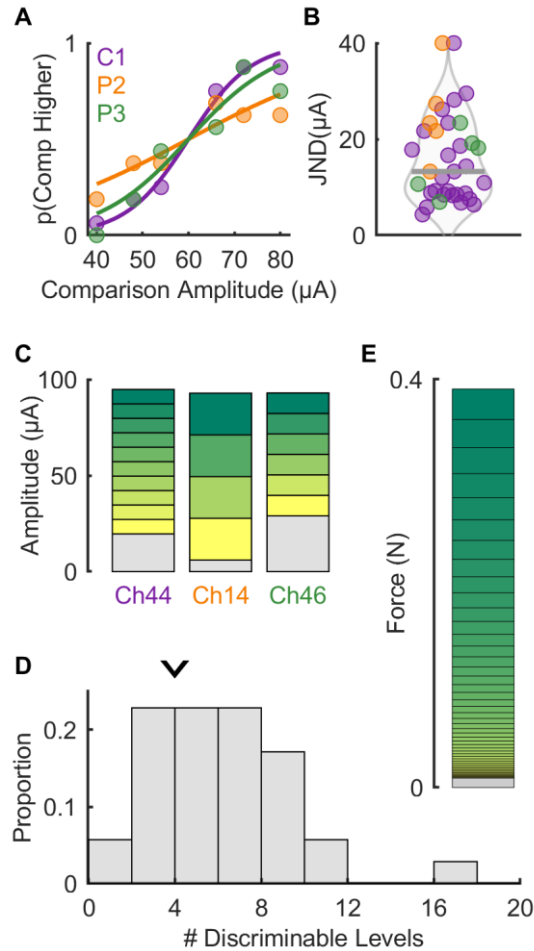 A
1
C1
P2
P3
p(Comp Higher)
0
40 50 60 70 80
Comparison Amplitude (µA)
B
40
20
0
JND(µA)
C
100
50
0
Amplitude (µA)
Ch44 Ch14 Ch46
E
0.4
Force (N)
0
D
Proportion
0.2
0.1
0
0 4 8 12 16 20
# Discriminable Levels